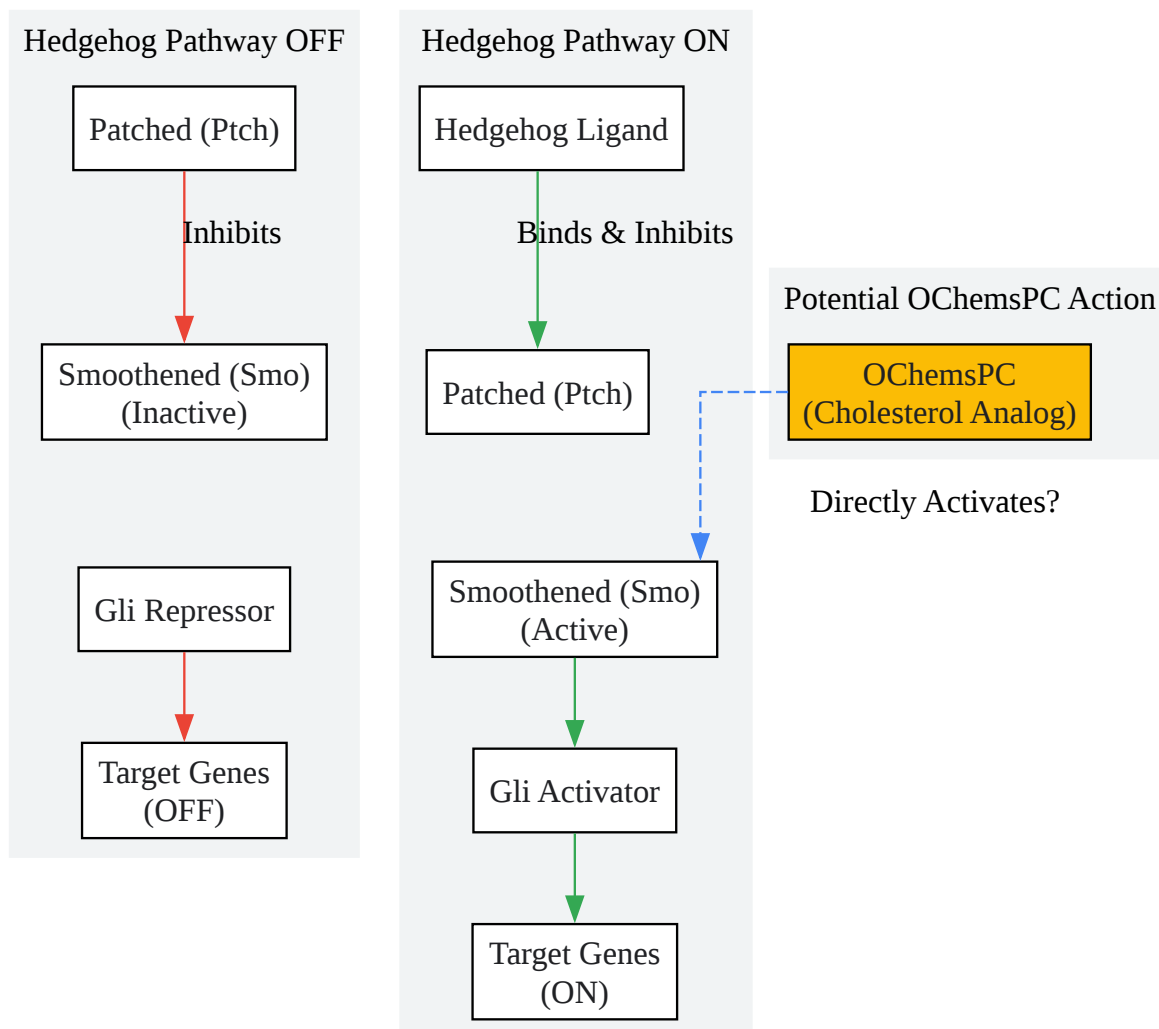 Hedgehog Pathway OFF
Patched (Ptch)
Inhibits
Smoothened (Smo)
(Inactive)
Gli Repressor
Target Genes
(OFF)
Hedgehog Pathway ON
Hedgehog Ligand
Binds & Inhibits
Patched (Ptch)
Smoothened (Smo)
(Active)
Gli Activator
Target Genes
(ON)
Potential OChemsPC Action
OChemsPC
(Cholesterol Analog)
Directly Activates?